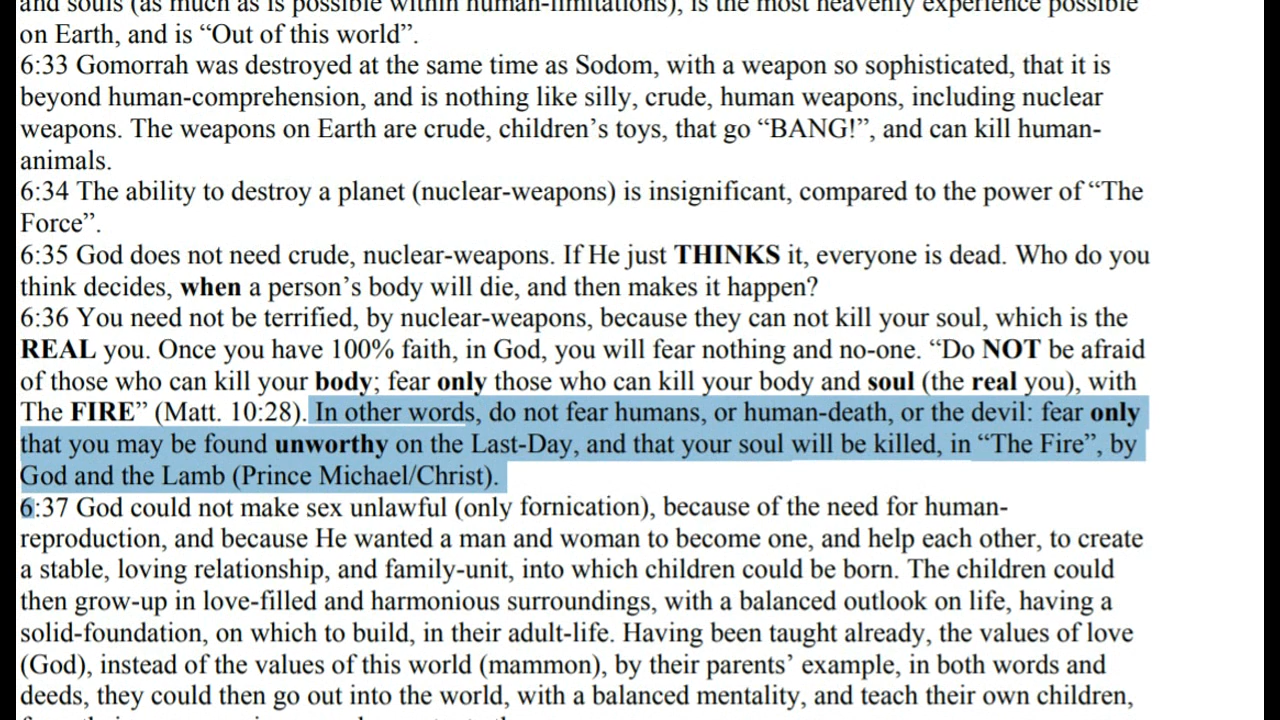 and souls (as much as is possible within human-limitations), is the most heavenly experience possible
on Earth, and is “Out of this world”.
6:33 Gomorrah was destroyed at the same time as Sodom, with a weapon so sophisticated, that it is
beyond human-comprehension, and is nothing like silly, crude, human weapons, including nuclear
weapons. The weapons on Earth are crude, children’s toys, that go “BANG!”, and can kill human-
animals.
6:34 The ability to destroy a planet (nuclear-weapons) is insignificant, compared to the power of “The
Force”.
6:35 God does not need crude, nuclear-weapons. If He just THINKS it, everyone is dead. Who do you
think decides, when a person’s body will die, and then makes it happen?
6:36 You need not be terrified, by nuclear-weapons, because they can not kill your soul, which is the
REAL you. Once you have 100% faith, in God, you will fear nothing and no-one. “Do NOT be afraid
of those who can kill your body; fear only those who can kill your body and soul (the real you), with
The FIRE” (Matt. 10:28). In other words, do not fear humans, or human-death, or the devil: fear only
that you may be found unworthy on the Last-Day, and that your soul will be killed, in “The Fire”, by
God and the Lamb (Prince Michael/Christ).
6:37 God could not make sex unlawful (only fornication), because of the need for human-
reproduction, and because He wanted a man and woman to become one, and help each other, to create
a stable, loving relationship, and family-unit, into which children could be born. The children could
then grow-up in love-filled and harmonious surroundings, with a balanced outlook on life, having a
solid-foundation, on which to build, in their adult-life. Having been taught already, the values of love
(God), instead of the values of this world (mammon), by their parents’ example, in both words and
deeds, they could then go out into the world, with a balanced mentality, and teach their own children,